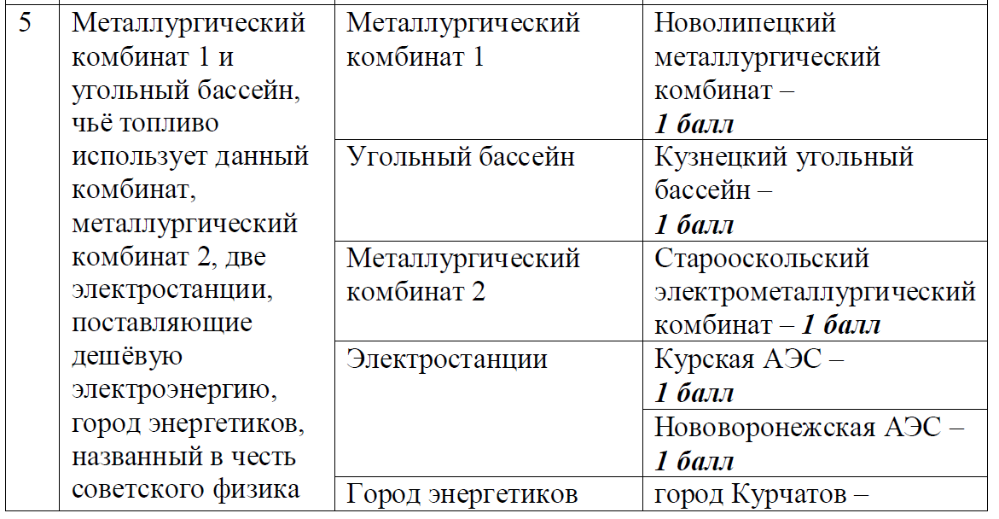 5
Металлургический
комбинат 1 и
угольный бассейн,
чьё топливо
использует данный
комбинат,
металлургический
комбинат 2, две
электростанции,
поставляющие
дешёвую
электроэнергию,
город энергетиков,
названный в честь
советского физика
Металлургический
комбинат 1
Новолипецкий
металлургический
комбинат –
1 балл
Угольный бассейн
Кузнецкий угольный
бассейн –
1 балл
Металлургический
комбинат 2
Старооскольский
электрометаллургический
комбинат – 1 балл
Электростанции
Курская АЭС –
1 балл
Нововоронежская АЭС –
1 балл
Город энергетиков
город Курчатов –